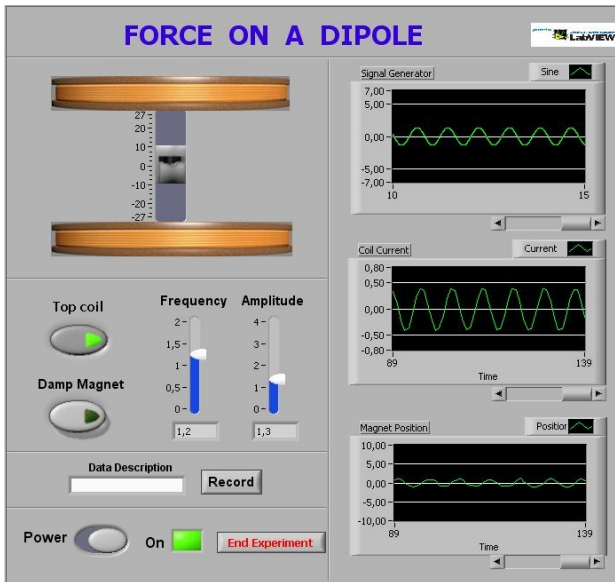 FORCE ON A DIPOLE
LabVIEW
27
20
10
0
-10
-20
-27
Top coil
Damp Magnet
Frequency
2
1,5
1
0,5
0
1,2
Amplitude
4
3
2
1
0
1,3
Data Description
Record
Power
On
End Experiment
Signal Generator
Sine
7,00
5,00
0,00
-5,00
-7,00
10 15
Coil Current
Current
0,80
0,50
0,00
-0,50
-0,80
89 139
Time
Magnet Position
Position
10,00
5,00
0,00
-5,00
-10,00
89 139
Time